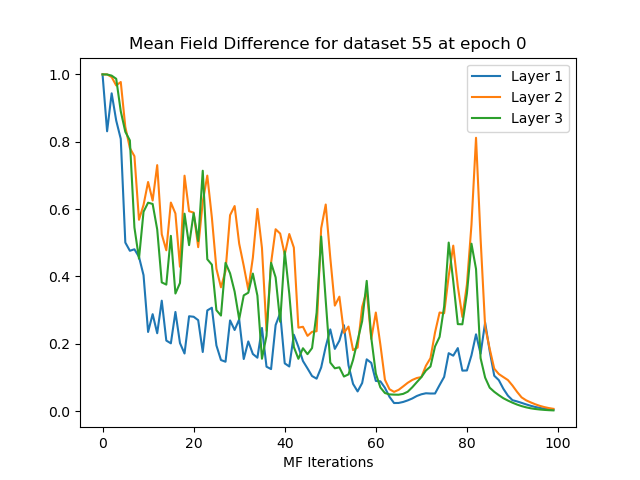 Mean Field Difference for dataset 55 at epoch 0
Layer 1
Layer 2
Layer 3
1.0
0.8
0.6
0.4
0.2
0.0
0 20 40 60 80 100
MF Iterations